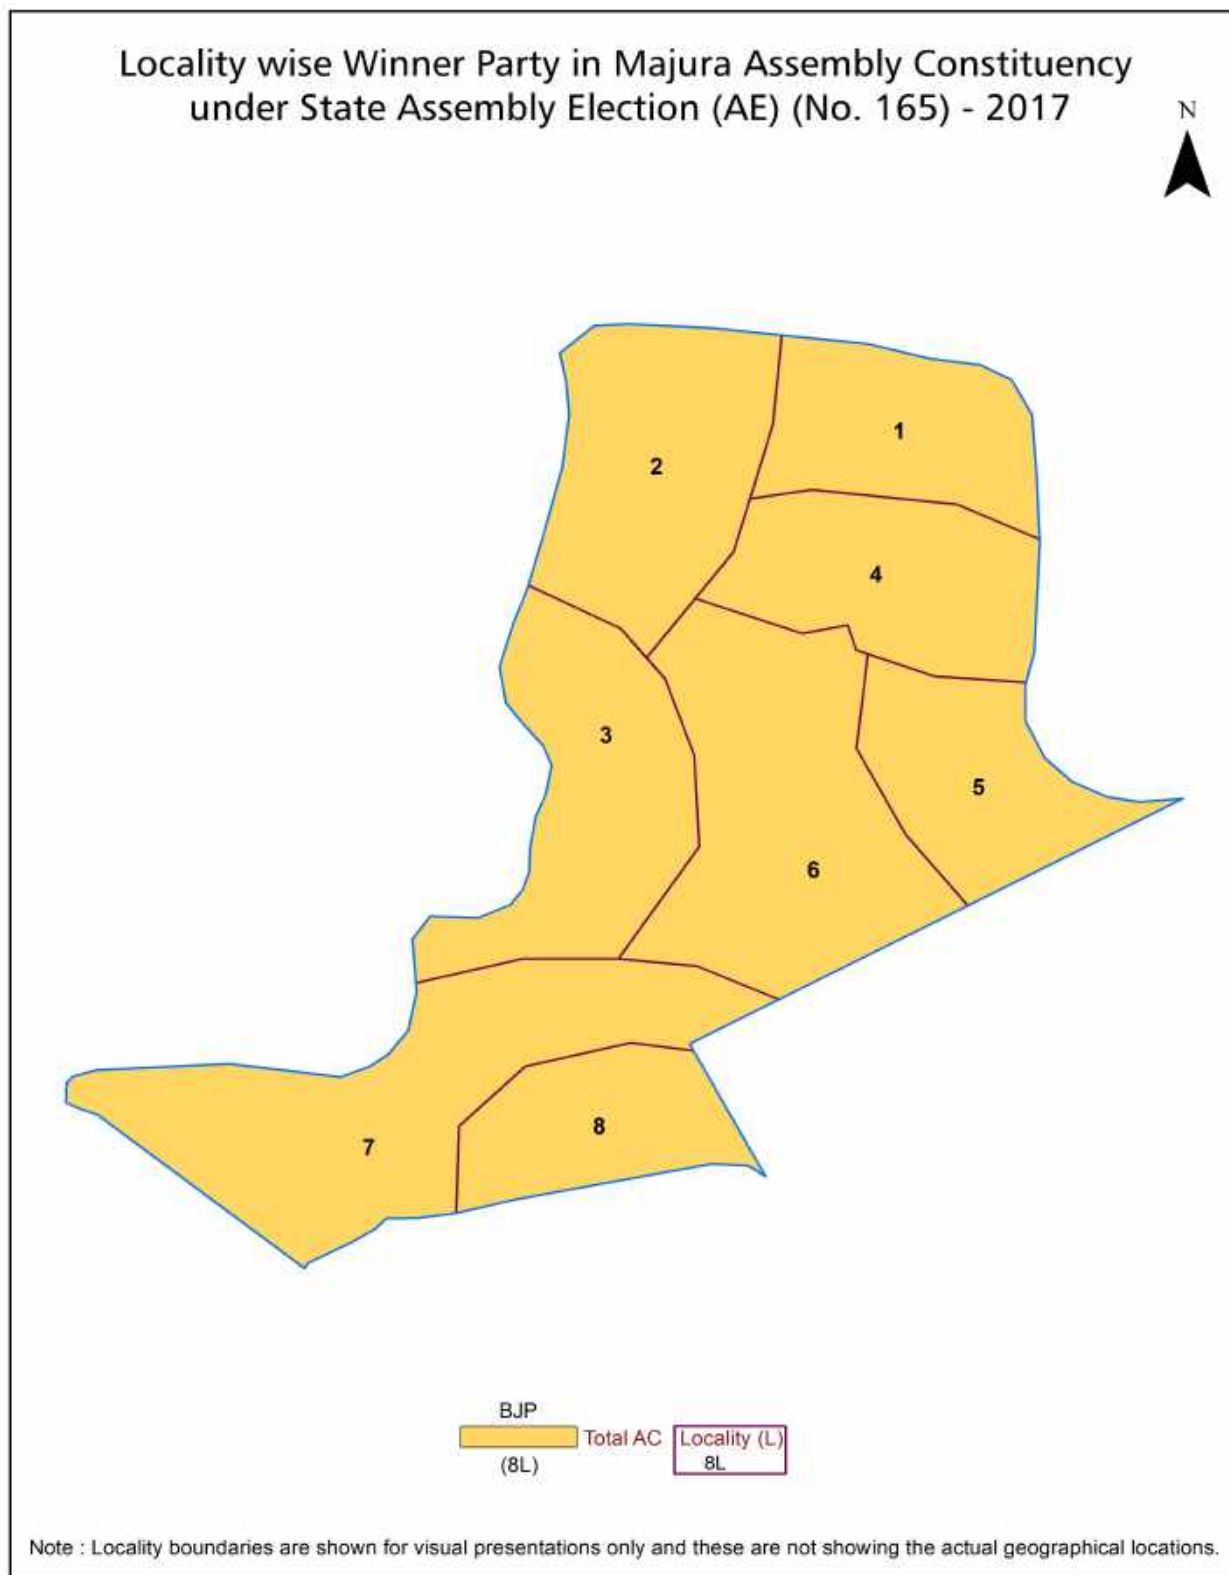 Locality wise Winner Party in Majura Assembly Constituency
under State Assembly Election (AE) (No. 165) - 2017
N
1
2
4
3
5
6
8
7
BJP
Total AC
Locality (L)
(8L)
8L
Note : Locality boundaries are shown for visual presentations only and these are not showing the actual geographical locations.